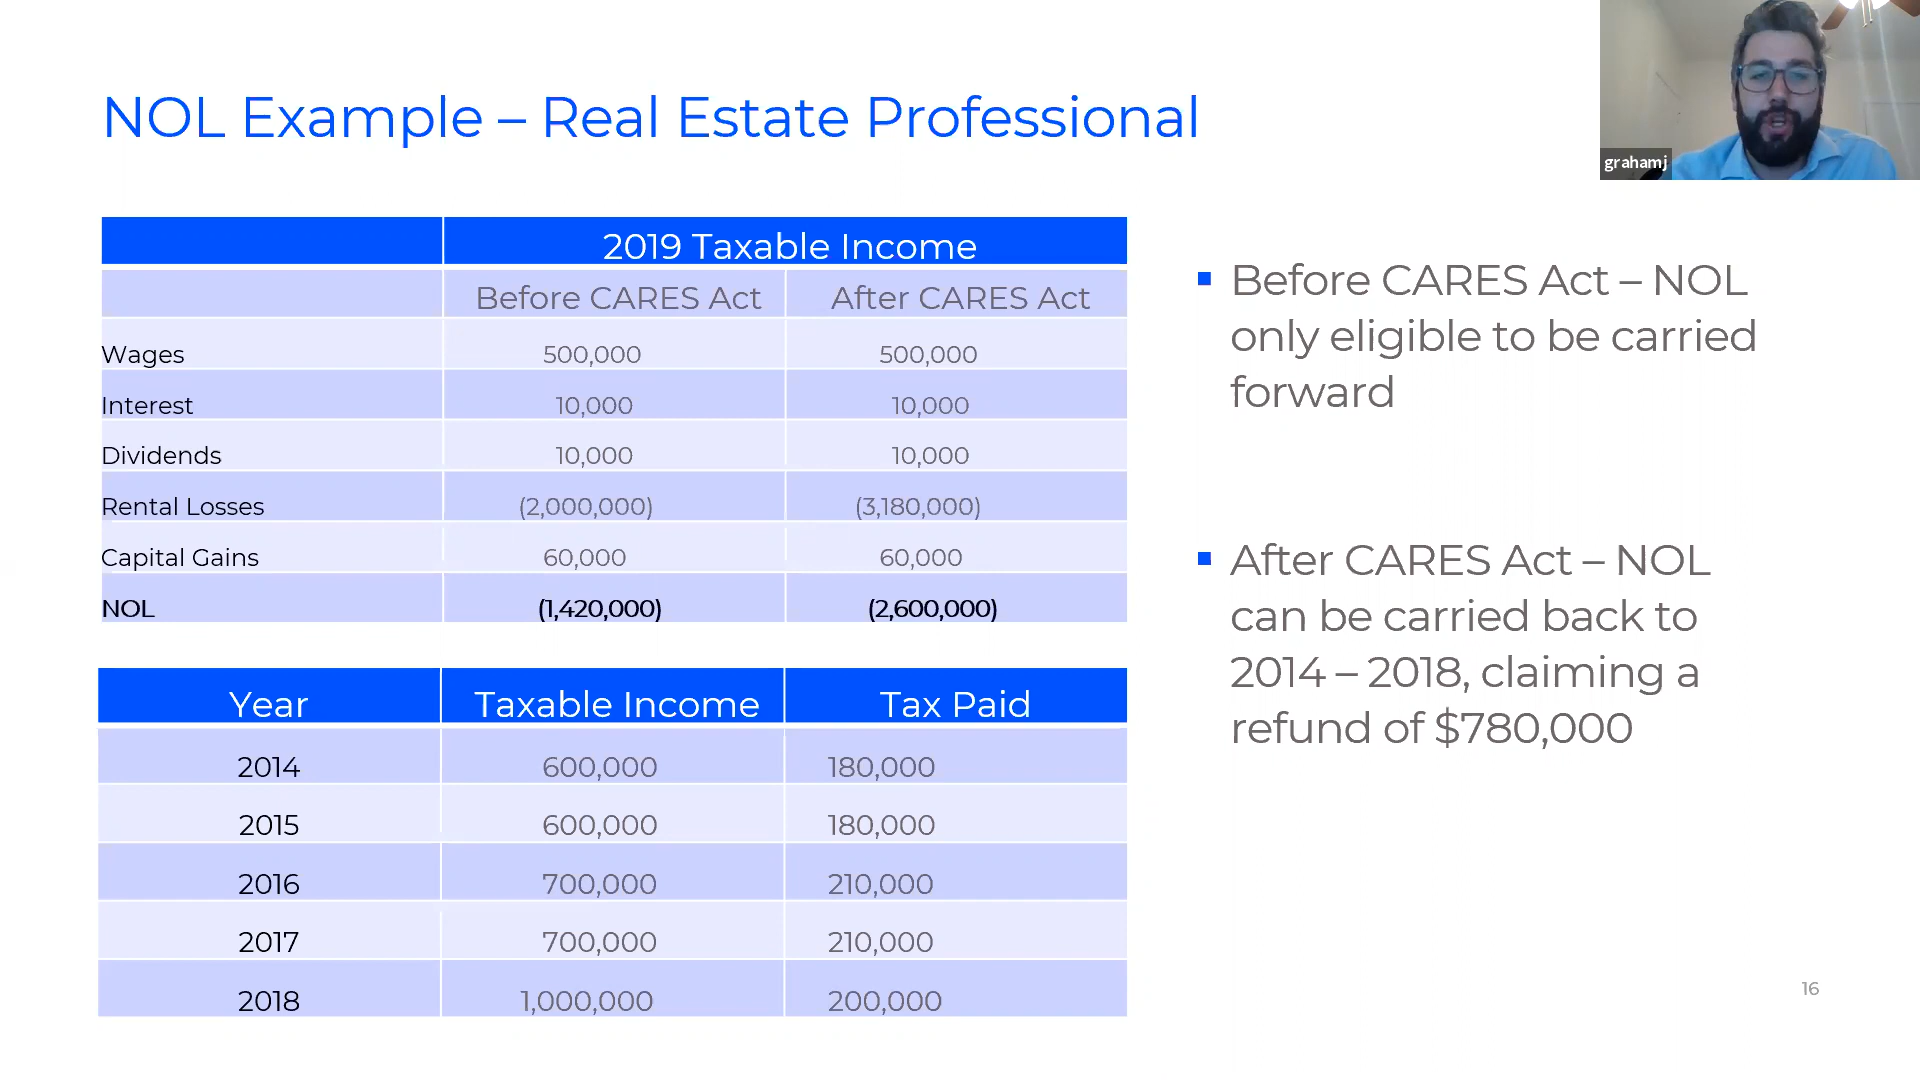 NOL Example – Real Estate Professional
grahamj
2019 Taxable Income
Before CARES Act After CARES Act
Wages 500,000 500,000
Interest 10,000 10,000
Dividends 10,000 10,000
Rental Losses (2,000,000) (3,180,000)
Capital Gains 60,000 60,000
NOL (1,420,000) (2,600,000)
Year Taxable Income Tax Paid
2014 600,000 180,000
2015 600,000 180,000
2016 700,000 210,000
2017 700,000 210,000
2018 1,000,000 200,000
Before CARES Act – NOL
only eligible to be carried
forward
After CARES Act – NOL
can be carried back to
2014 – 2018, claiming a
refund of $780,000
16